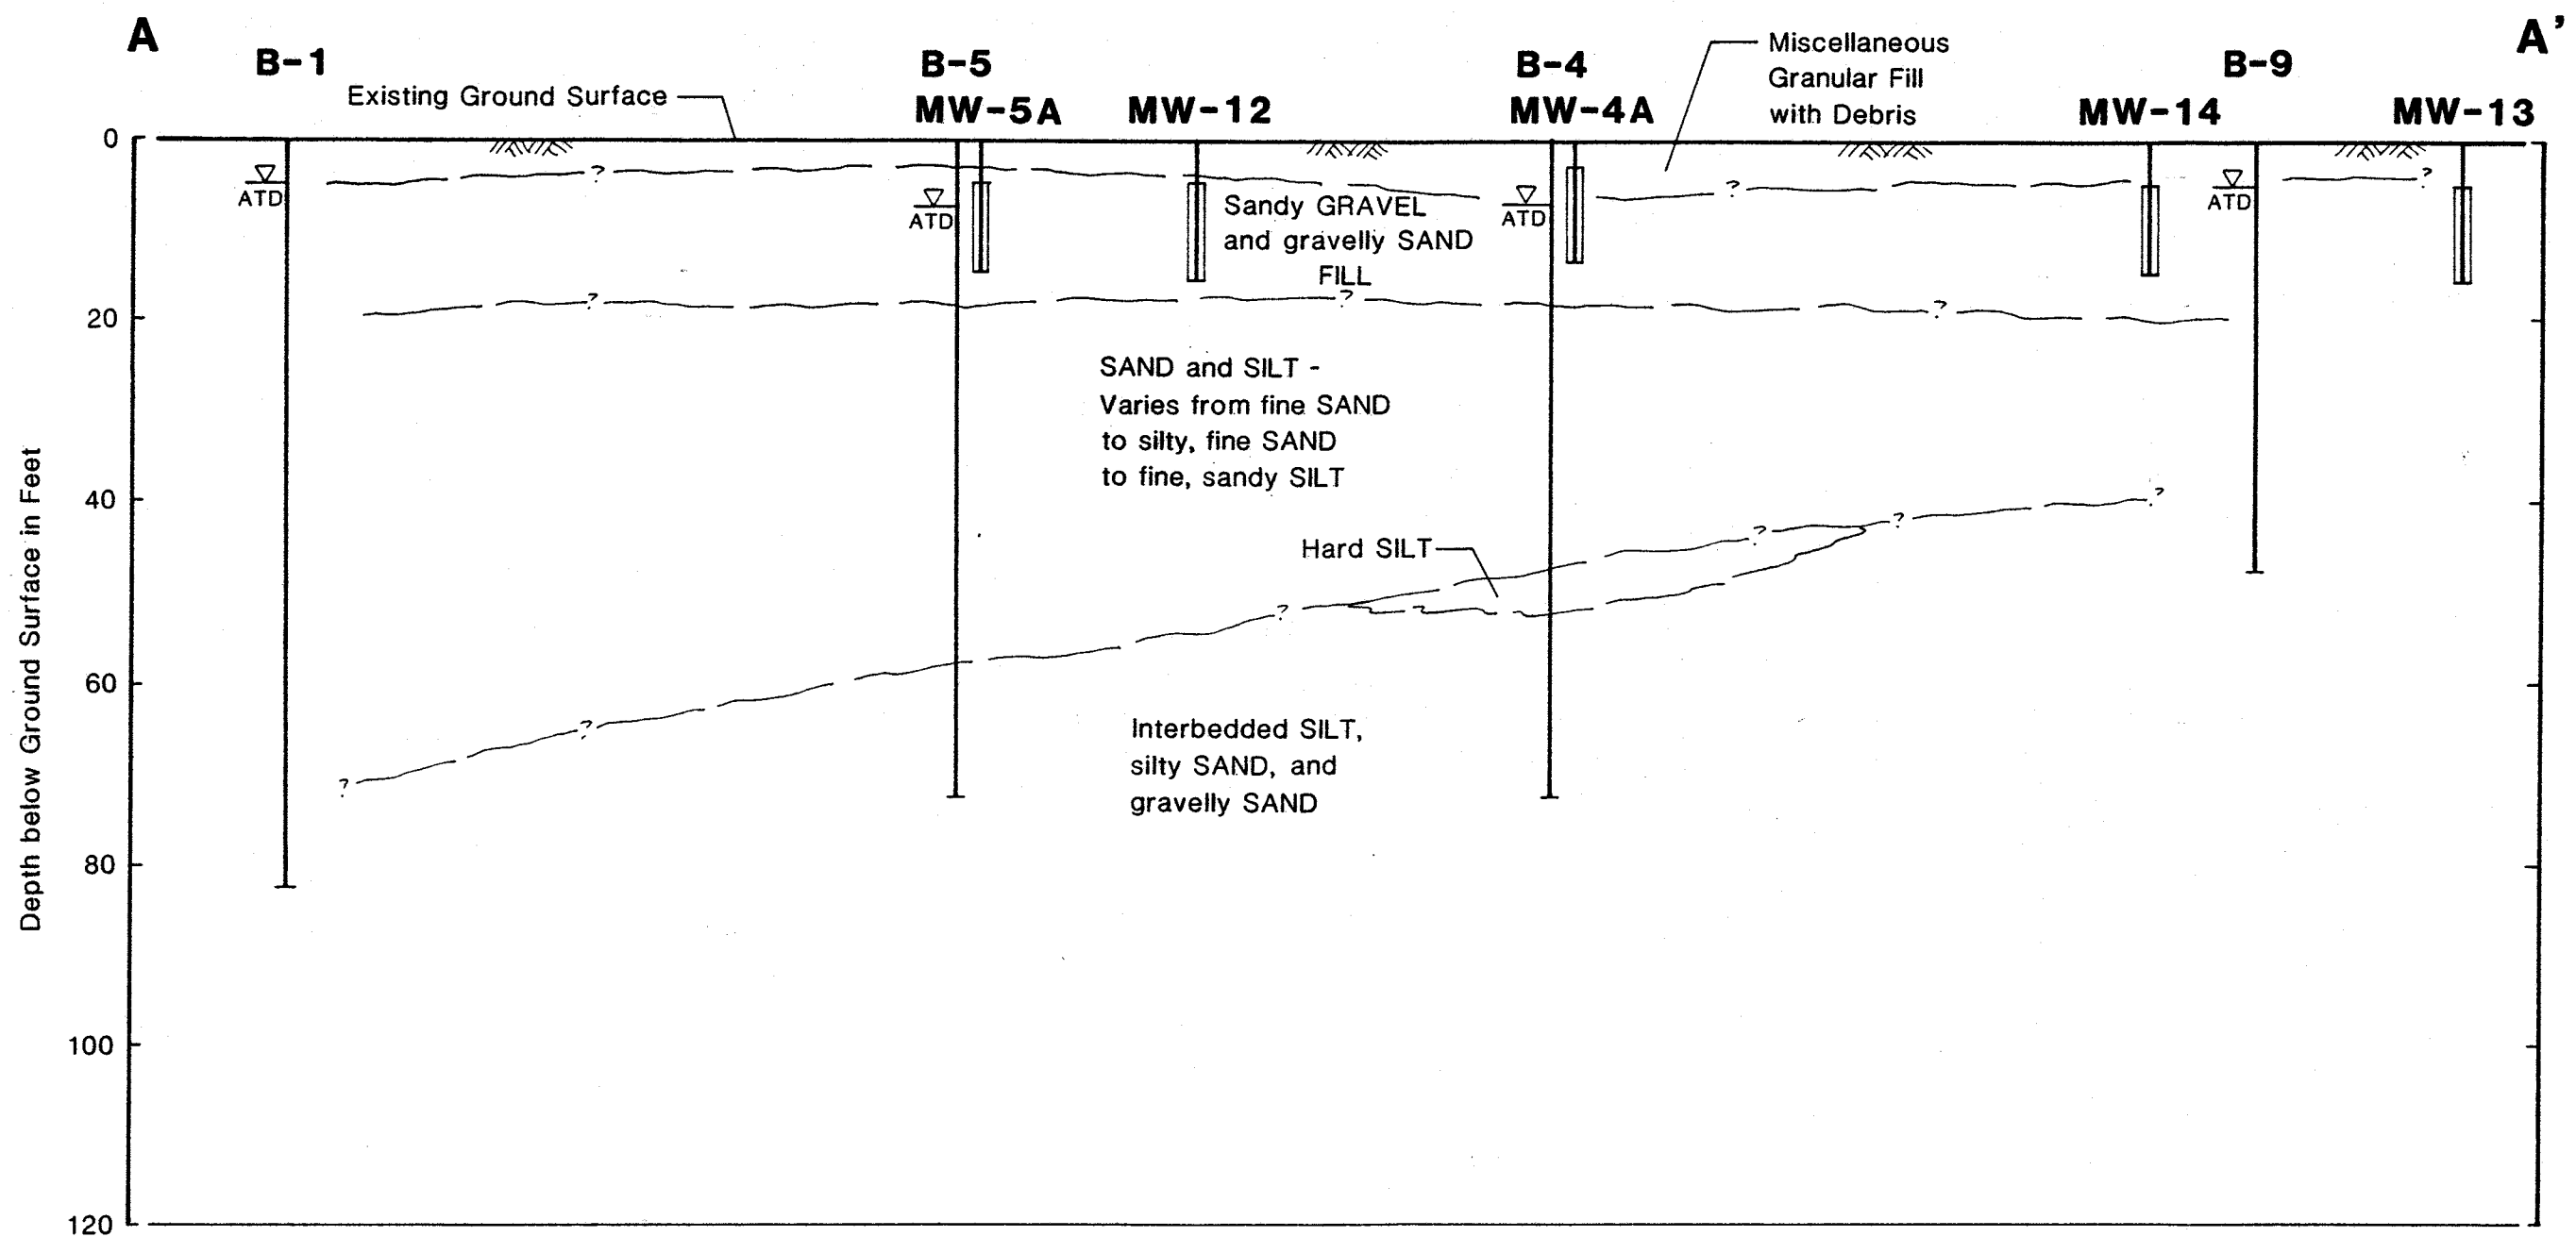 A
A'
B-1
B-5
B-4
B-9
MW-5A
MW-12
MW-4A
MW-14
MW-13
Existing Ground Surface
Miscellaneous
Granular Fill
with Debris
0
20
40
60
80
100
120
Depth below Ground Surface in Feet
ATD
ATD
ATD
ATD
?
?
?
Sandy GRAVEL
and gravelly SAND
FILL
?
?
?
SAND and SILT -
Varies from fine SAND
to silty, fine SAND
to fine, sandy SILT
Hard SILT
?
?
?
?
?
?
Interbedded SILT,
silty SAND, and
gravelly SAND